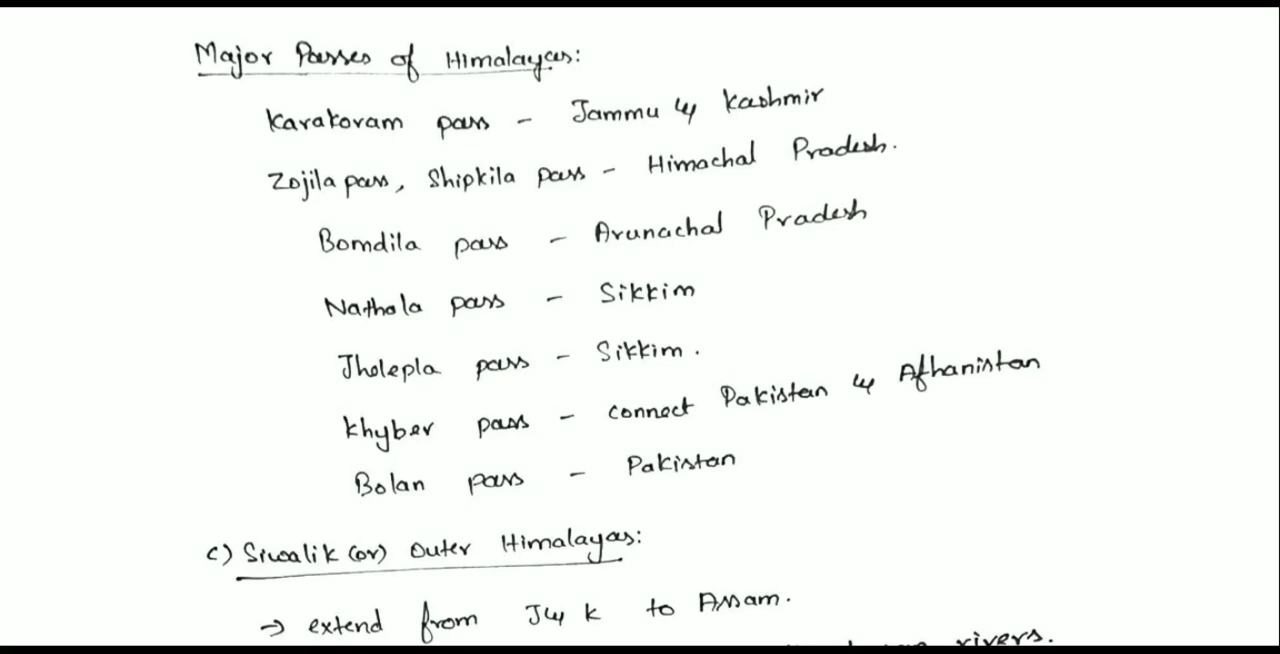 Major Passes of Himalayas:
Karakoram pass - Jammu & Kashmir
Zojila pass, Shipkila pass - Himachal Pradesh.
Bomdila pass - Arunachal Pradesh
Nathola pass - Sikkim
Jholepla pass - Sikkim.
Khyber pass - connect Pakistan & Afhanistan
Bolan pass - Pakistan
c) Siwalik (or) Outer Himalayas:
→ extend from J & K to Assam.
rivers.